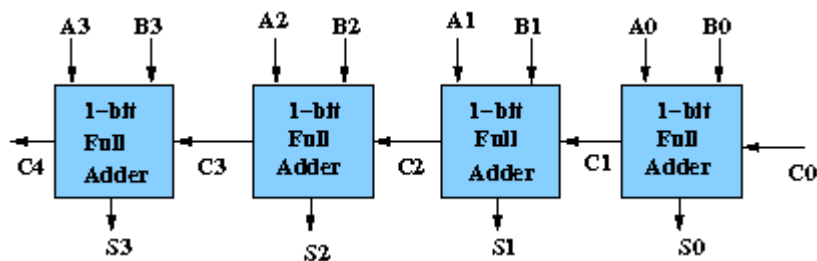 A3 B3 A2 B2 A1 B1 A0 B0
1-bit 1-bit 1-bit 1-bit
Full Full Full Full
Adder Adder Adder Adder
C4 C3 C2 C1 C0
S3 S2 S1 S0